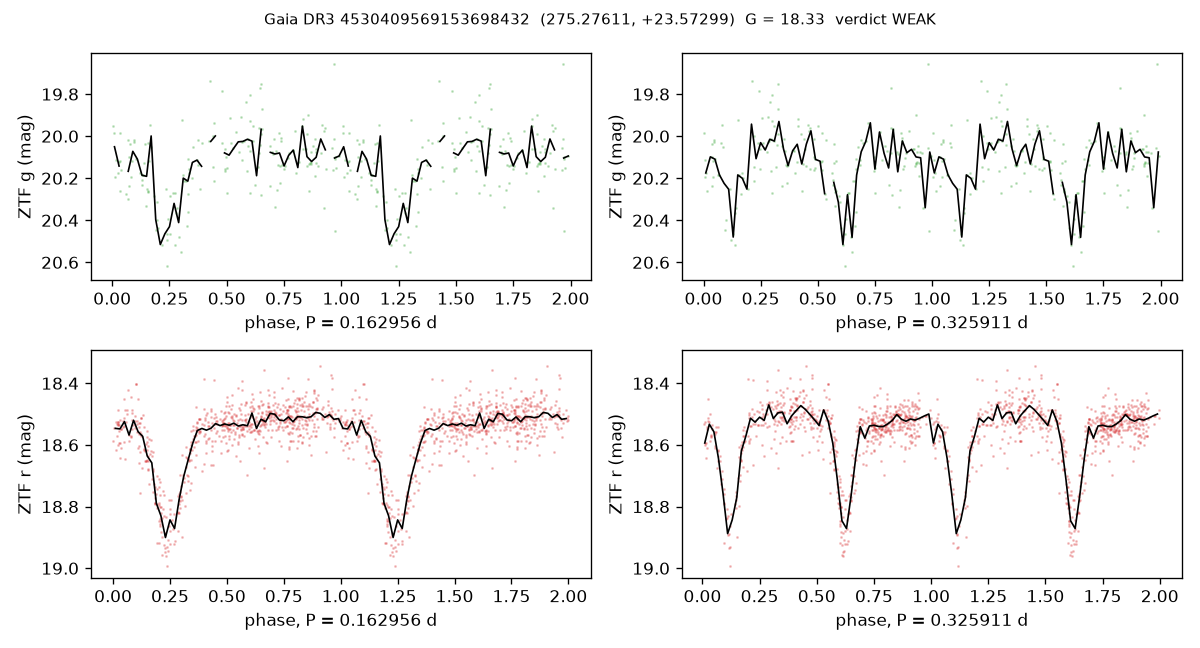 Gaia DR3 4530409569153698432 (275.27611, +23.57299) G = 18.33 verdict WEAK
ZTF g (mag)
19.8
20.0
20.2
20.4
20.6
0.00 0.25 0.50 0.75 1.00 1.25 1.50 1.75 2.00
phase, P = 0.162956 d
ZTF g (mag)
19.8
20.0
20.2
20.4
20.6
0.00 0.25 0.50 0.75 1.00 1.25 1.50 1.75 2.00
phase, P = 0.325911 d
ZTF r (mag)
18.4
18.6
18.8
19.0
0.00 0.25 0.50 0.75 1.00 1.25 1.50 1.75 2.00
phase, P = 0.162956 d
ZTF r (mag)
18.4
18.6
18.8
19.0
0.00 0.25 0.50 0.75 1.00 1.25 1.50 1.75 2.00
phase, P = 0.325911 d